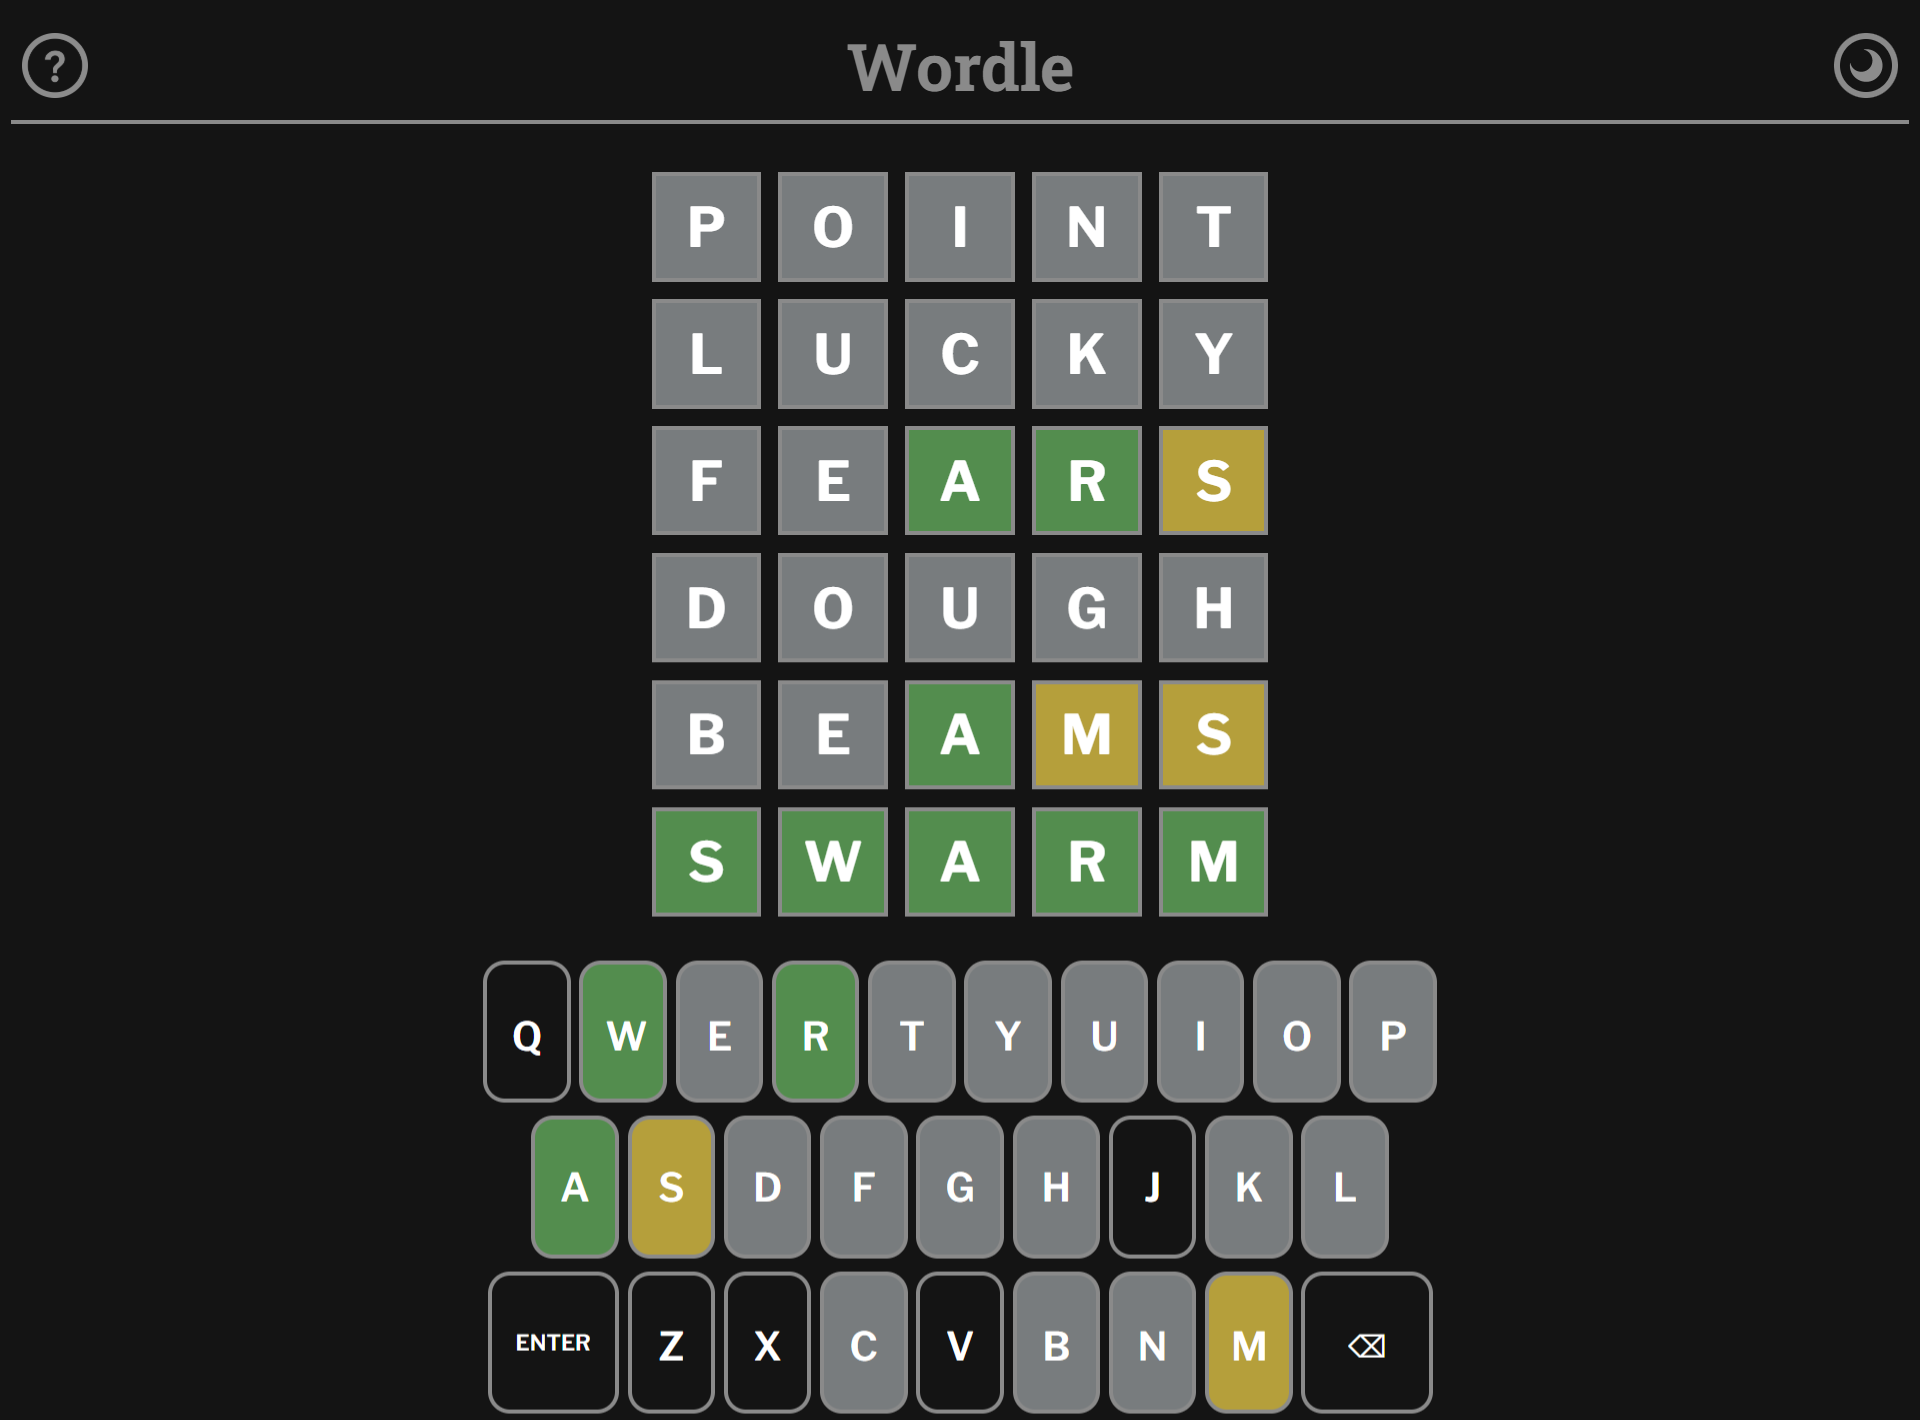 ?
Wordle
P O I N T
L U C K Y
F E A R S
D O U G H
B E A M S
S W A R M
Q W E R T Y U I O P
A S D F G H J K L
ENTER Z X C V B N M ⌫